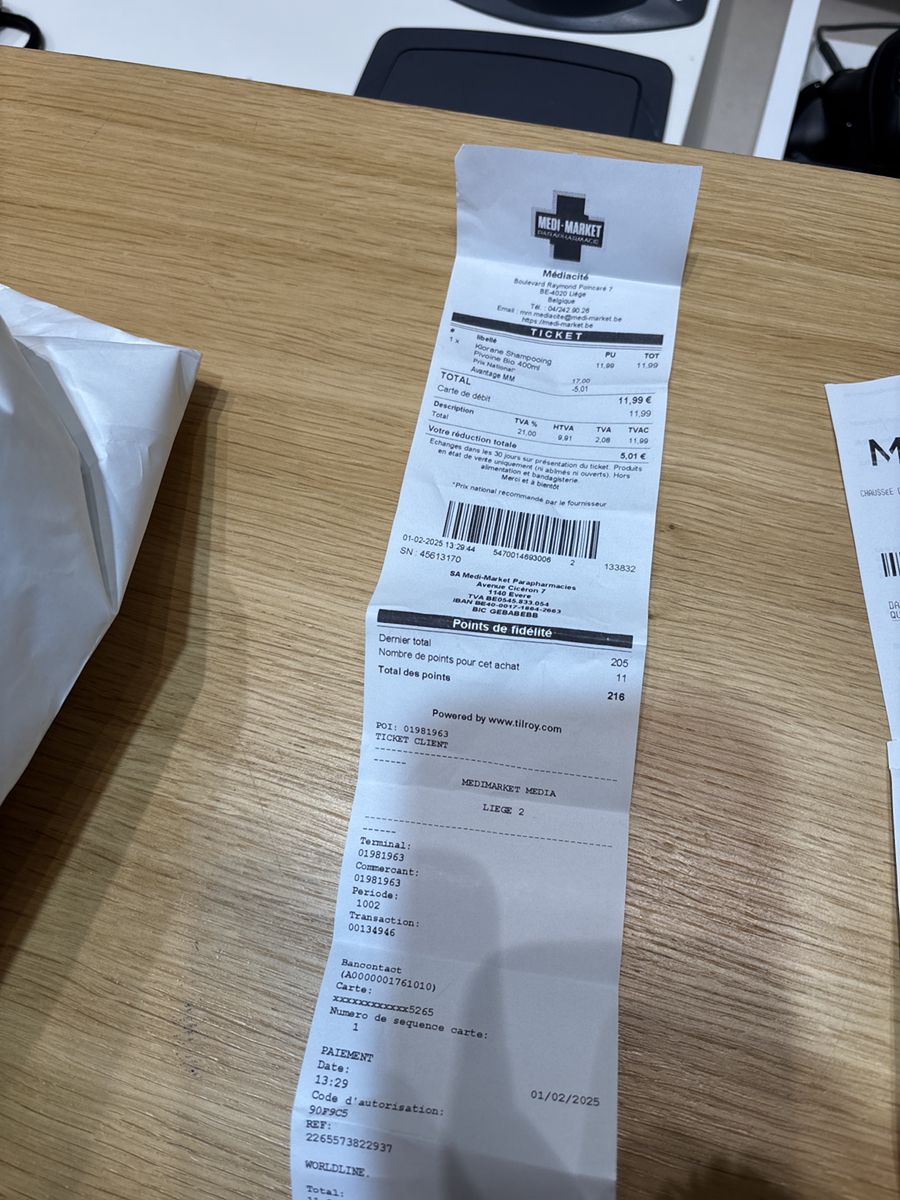 MEDI-MARKET
PARAPHARMACIE
Médiacité
Boulevard Raymond Poincaré 7
BE-4020 Liège
Belgique
Tél. : 04/242.90.28
Email : mm.mediacite@medi-market.be
https://medi-market.be
TICKET
# libellé PU TOT
1 x Klorane Shampooing 11,99 11,99
Pivoine Bio 400ml
Prix National* 17,00
Avantage MM -5,01
TOTAL 11,99 €
Carte de débit 11,99
Description TVA % HTVA TVA TVAC
Total 21,00 9,91 2,08 11,99
Votre réduction totale 5,01 €
Echanges dans les 30 jours sur présentation du ticket. Produits
en état de vente uniquement (ni abîmés ni ouverts). Hors
alimentation et bandagisterie.
Merci et à bientôt
*Prix national recommandé par le fournisseur
01-02-2025 13:29:44 5470014693006 2 133832
SN : 45613170
SA Medi-Market Parapharmacies
Avenue Cicéron 7
1140 Evere
TVA BE0545.833.054
IBAN BE40-0017-1884-2663
BIC GEBABEBB
Points de fidélité
Dernier total 205
Nombre de points pour cet achat 11
Total des points 216
Powered by www.tilroy.com
POI: 01981963
TICKET CLIENT
MEDIMARKET MEDIA
LIEGE 2
Terminal:
01981963
Commercant:
01981963
Periode:
1002
Transaction:
00134946
Bancontact
(A0000001761010)
Carte:
xxxxxxxxxxxx5265
Numero de sequence carte:
1
PAIEMENT
Date: 01/02/2025
13:29
Code d'autorisation:
90F9C5
REF:
2265573822937
WORLDLINE.
Total:
M
CHAUSSEE